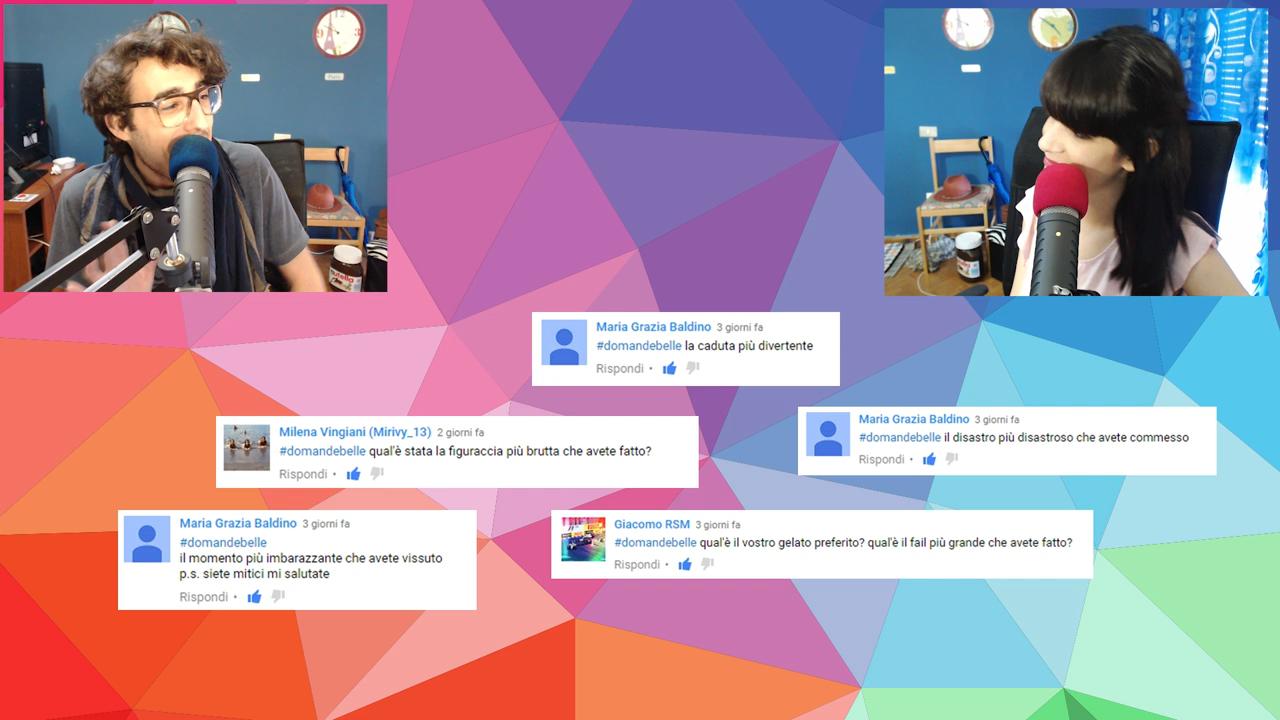 nutella
Maria Grazia Baldino 3 giorni fa
#domandebelle la caduta più divertente
Rispondi •
Maria Grazia Baldino 3 giorni fa
#domandebelle il disastro più disastroso che avete commesso
Rispondi •
Milena Vingiani (Mirivy_13) 2 giorni fa
#domandebelle qual'è stata la figuraccia più brutta che avete fatto?
Rispondi •
Maria Grazia Baldino 3 giorni fa
#domandebelle
il momento più imbarazzante che avete vissuto
p.s. siete mitici mi salutate
Rispondi •
Giacomo RSM 3 giorni fa
#domandebelle qual'è il vostro gelato preferito? qual'è il fail più grande che avete fatto?
Rispondi •